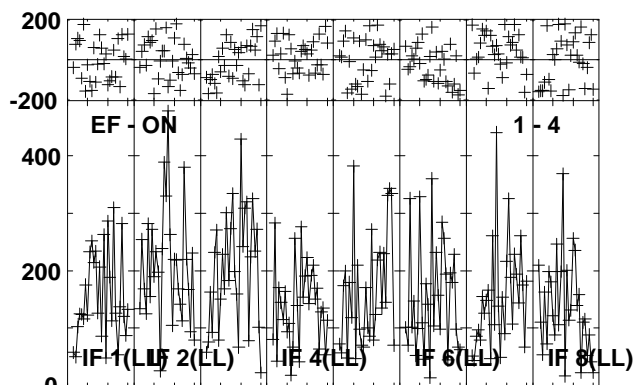 200
-200
EF - ON 1 - 4
400
200
IF 1(LL) IF 2(LL) IF 4(LL) IF 6(LL) IF 8(LL)
0